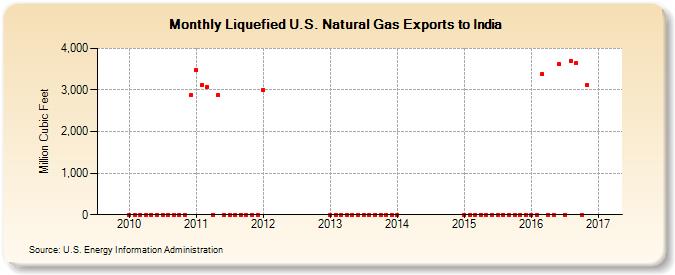 Monthly Liquefied U.S. Natural Gas Exports to India
Million Cubic Feet
4,000
3,000
2,000
1,000
0
2010 2011 2012 2013 2014 2015 2016 2017
Source: U.S. Energy Information Administration